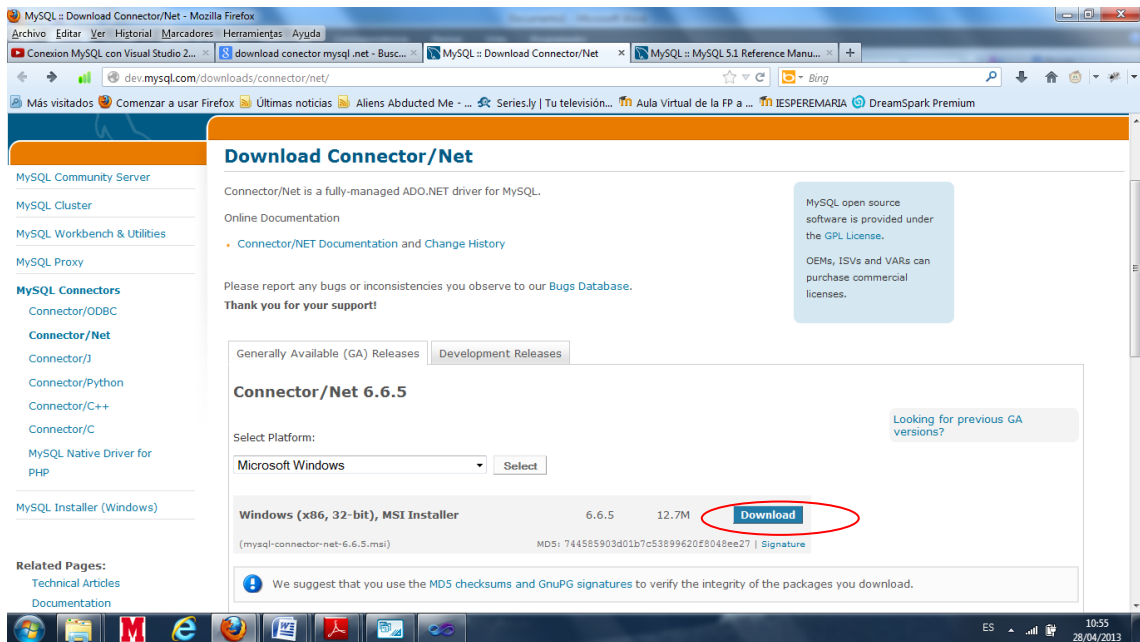 MySQL :: Download Connector/Net - Mozilla Firefox
Archivo Editar Ver Historial Marcadores Herramientas Ayuda
Conexion MySQL con Visual Studio 2...
download conector mysql .net - Busc...
MySQL :: Download Connector/Net
MySQL :: MySQL 5.1 Reference Manu...
dev.mysql.com/downloads/connector/net/
Bing
Más visitados Comenzar a usar Firefox Últimas noticias Aliens Abducted Me - ... Series.ly | Tu televisión... Aula Virtual de la FP a ... IESPEREMARIA DreamSpark Premium
MySQL Community Server
MySQL Cluster
MySQL Workbench & Utilities
MySQL Proxy
MySQL Connectors
Connector/ODBC
Connector/Net
Connector/J
Connector/Python
Connector/C++
Connector/C
MySQL Native Driver for
PHP
MySQL Installer (Windows)
Related Pages:
Technical Articles
Documentation
Download Connector/Net
Connector/Net is a fully-managed ADO.NET driver for MySQL.
Online Documentation
Connector/NET Documentation and Change History
Please report any bugs or inconsistencies you observe to our Bugs Database.
Thank you for your support!
MySQL open source
software is provided under
the GPL License.
OEMs, ISVs and VARs can
purchase commercial
licenses.
Generally Available (GA) Releases
Development Releases
Connector/Net 6.6.5
Looking for previous GA
versions?
Select Platform:
Microsoft Windows
Select
Windows (x86, 32-bit), MSI Installer 6.6.5 12.7M Download
(mysql-connector-net-6.6.5.msi) MD5: 744585903d01b7c53899620f8048ee27 | Signature
We suggest that you use the MD5 checksums and GnuPG signatures to verify the integrity of the packages you download.
ES
10:55
28/04/2013